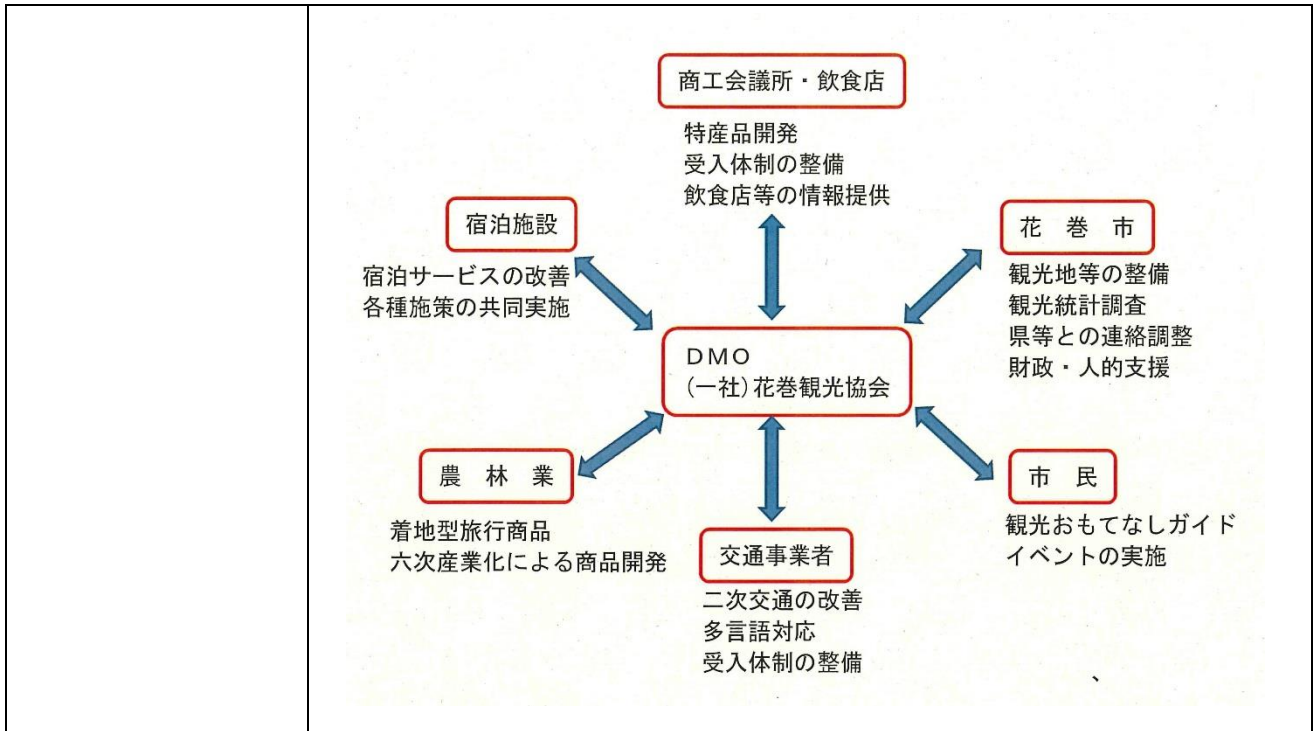 商工会議所・飲食店
特産品開発
受入体制の整備
飲食店等の情報提供
宿泊施設
宿泊サービスの改善
各種施策の共同実施
花　巻　市
観光地等の整備
観光統計調査
県等との連絡調整
財政・人的支援
DMO
(一社)花巻観光協会
農　林　業
着地型旅行商品
六次産業化による商品開発
交通事業者
二次交通の改善
多言語対応
受入体制の整備
市　民
観光おもてなしガイド
イベントの実施
、